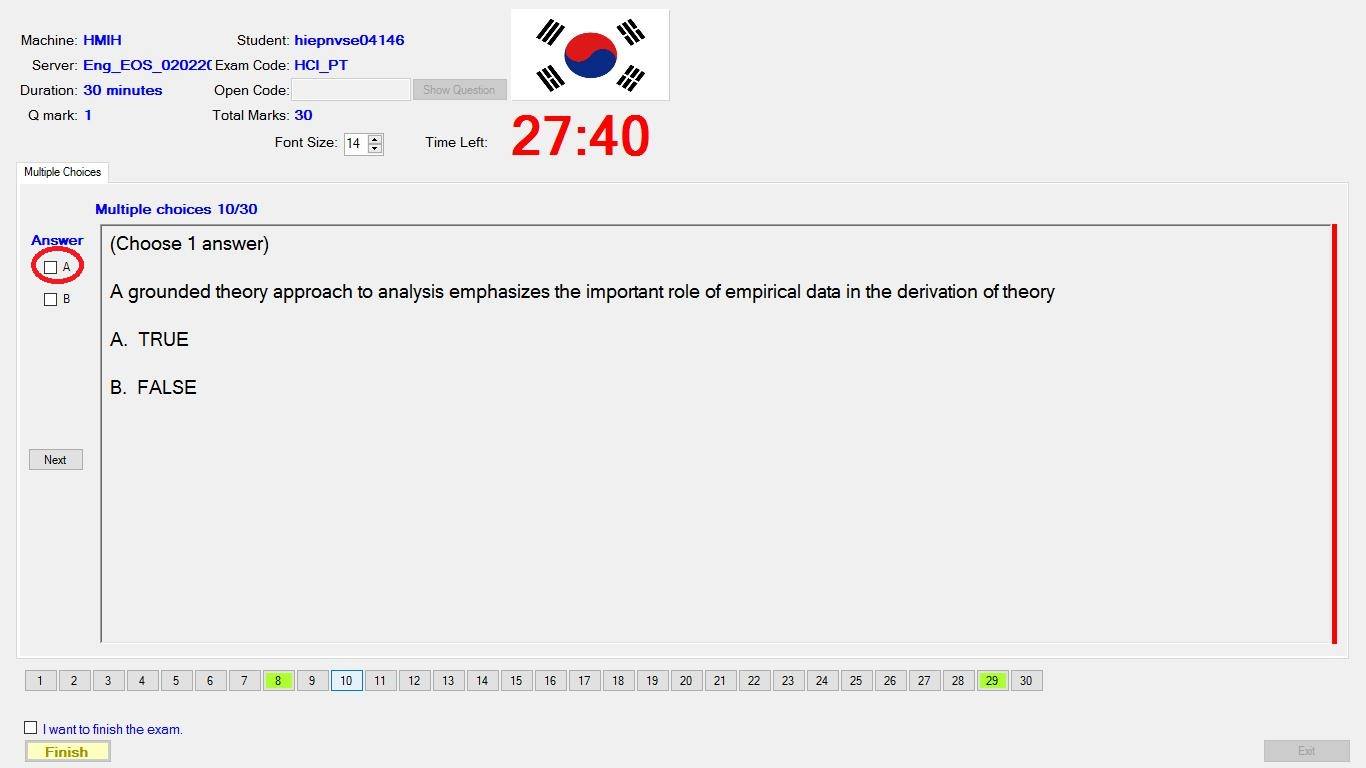 Machine: HMIH Student: hiepnvse04146
Server: Eng_EOS_02022( Exam Code: HCI_PT
Duration: 30 minutes Open Code: Show Question
Q mark: 1 Total Marks: 30
Font Size: 14 Time Left: 27:40
Multiple Choices
Multiple choices 10/30
Answer
(Choose 1 answer)
A
B
A grounded theory approach to analysis emphasizes the important role of empirical data in the derivation of theory
A. TRUE
B. FALSE
Next
1 2 3 4 5 6 7 8 9 10 11 12 13 14 15 16 17 18 19 20 21 22 23 24 25 26 27 28 29 30
I want to finish the exam.
Finish Exit